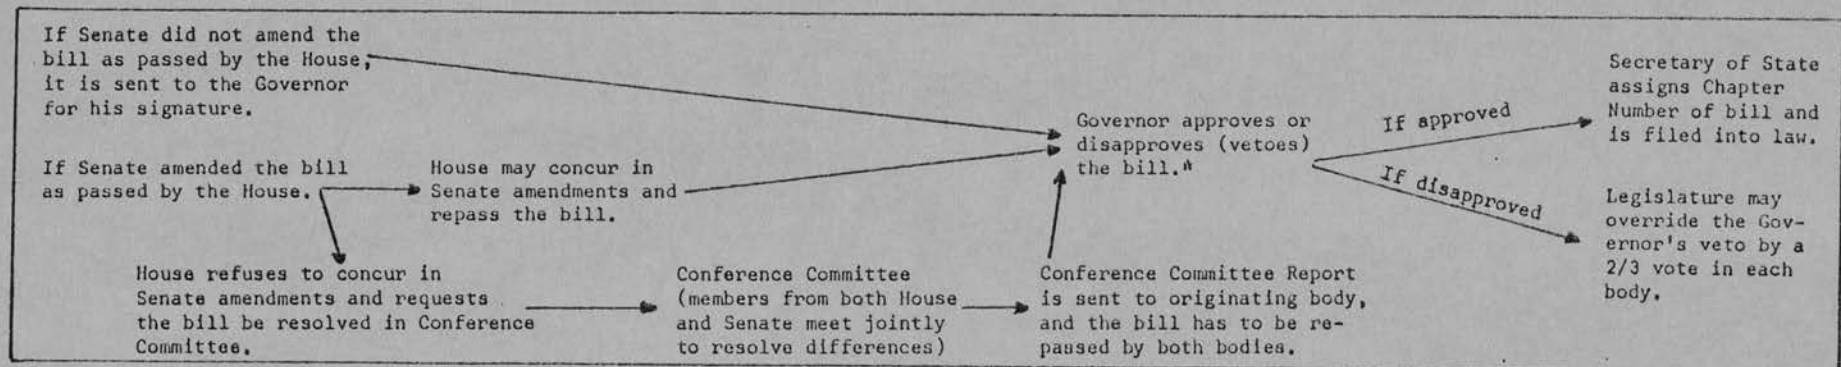 If Senate did not amend the
bill as passed by the House,
it is sent to the Governor
for his signature.
If Senate amended the bill
as passed by the House.
House may concur in
Senate amendments and
repass the bill.
House refuses to concur in
Senate amendments and requests
the bill be resolved in Conference
Committee.
Conference Committee
(members from both House
and Senate meet jointly
to resolve differences)
Conference Committee Report
is sent to originating body,
and the bill has to be re-
passed by both bodies.
Governor approves or
disapproves (vetoes)
the bill.*
If approved
If disapproved
Secretary of State
assigns Chapter
Number of bill and
is filed into law.
Legislature may
override the Gov-
ernor's veto by a
2/3 vote in each
body.